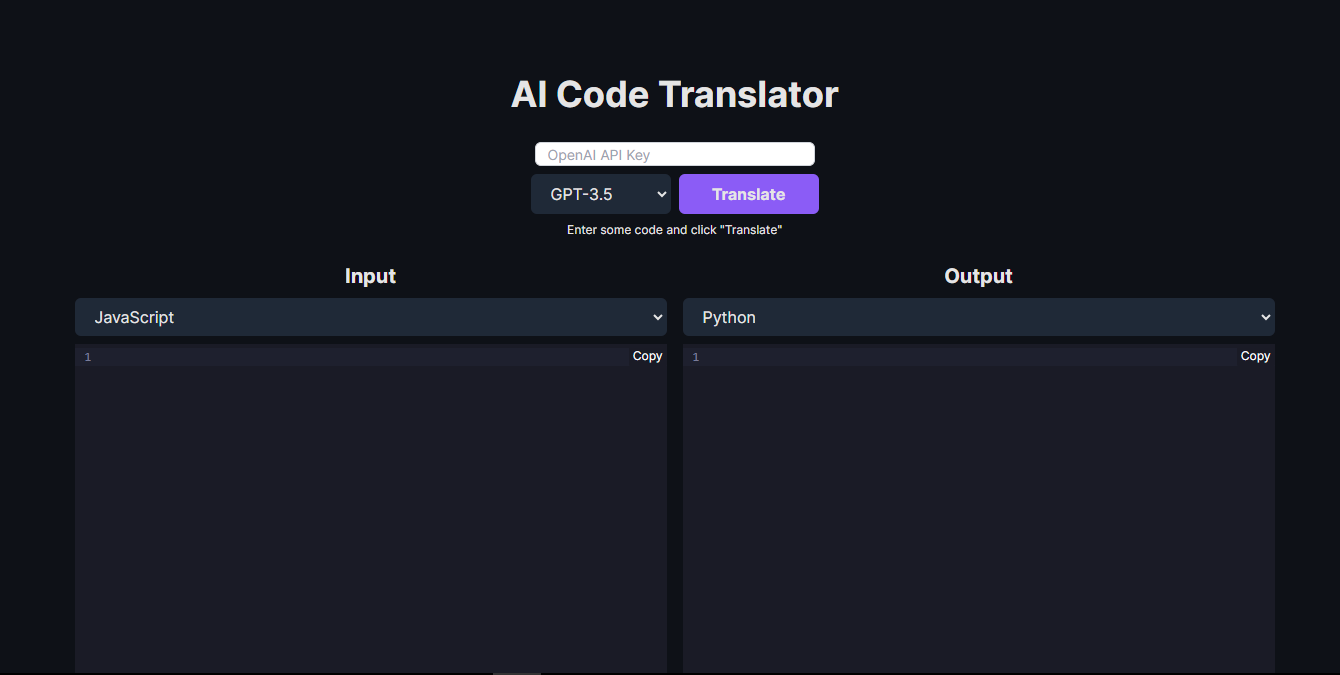 AI Code Translator
OpenAI API Key
GPT-3.5
Translate
Enter some code and click "Translate"
Input
JavaScript
1
Copy
Output
Python
1
Copy